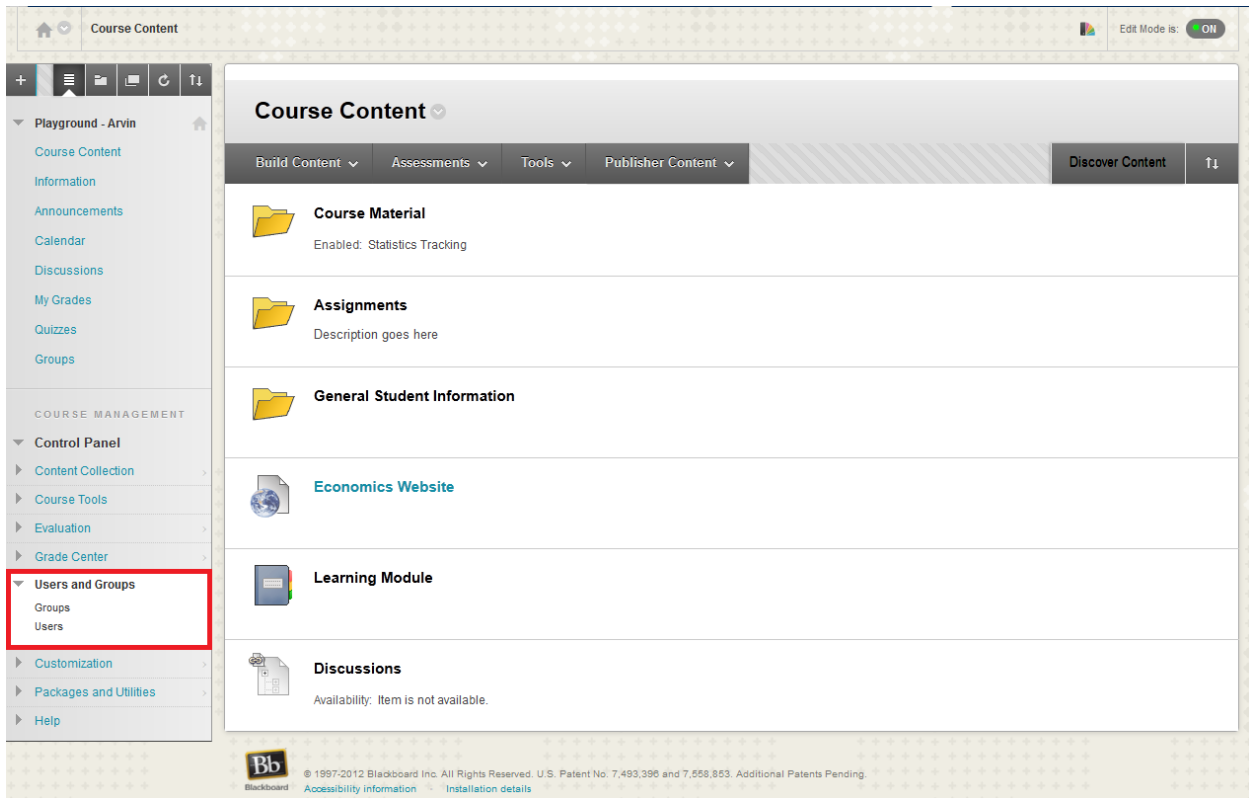 Course Content
Edit Mode is: ON
Playground - Arvin
Course Content
Information
Announcements
Calendar
Discussions
My Grades
Quizzes
Groups
COURSE MANAGEMENT
Control Panel
Content Collection
Course Tools
Evaluation
Grade Center
Users and Groups
Groups
Users
Customization
Packages and Utilities
Help
Course Content
Build Content Assessments Tools Publisher Content Discover Content
Course Material
Enabled: Statistics Tracking
Assignments
Description goes here
General Student Information
Economics Website
Learning Module
Discussions
Availability: Item is not available.
Bb
Blackboard
© 1997-2012 Blackboard Inc. All Rights Reserved. U.S. Patent No. 7,493,396 and 7,558,853. Additional Patents Pending.
Accessibility information Installation details